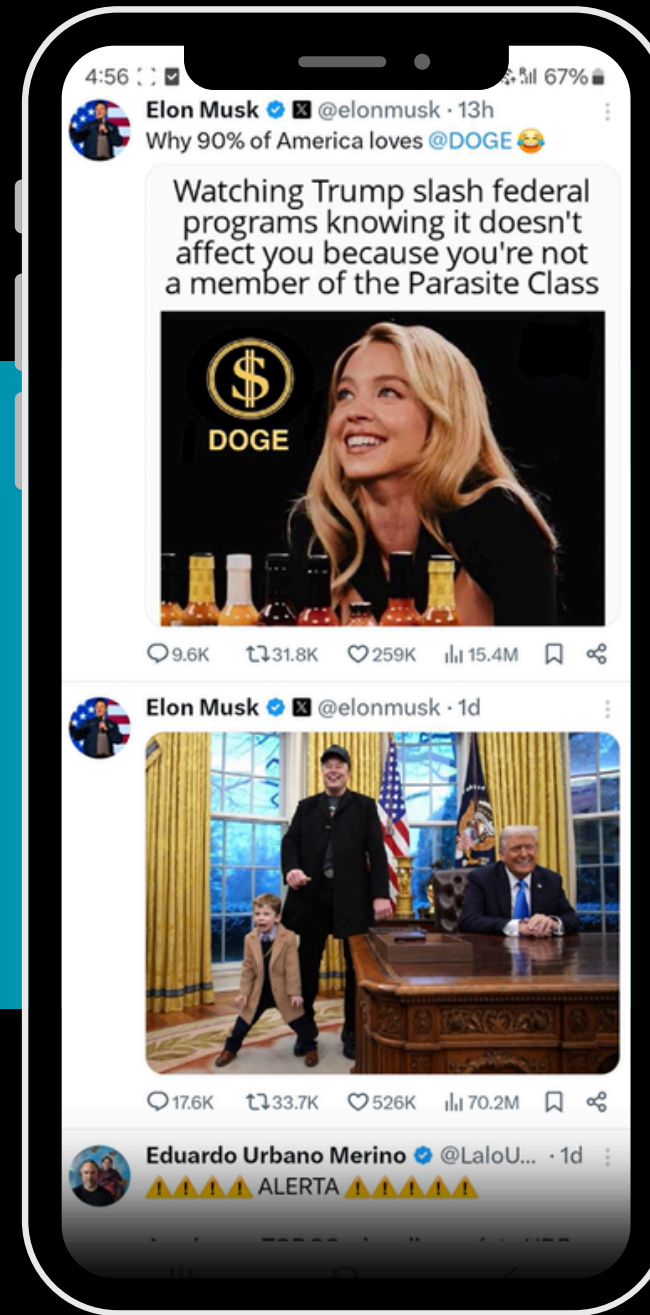 4:56 67%
Elon Musk @elonmusk · 13h
Why 90% of America loves @DOGE 😂
Watching Trump slash federal
programs knowing it doesn't
affect you because you're not
a member of the Parasite Class
$
DOGE
9.6K 31.8K 259K 15.4M
Elon Musk @elonmusk · 1d
17.6K 33.7K 526K 70.2M
Eduardo Urbano Merino @LaloU... · 1d
⚠️⚠️⚠️⚠️ ALERTA ⚠️⚠️⚠️⚠️⚠️